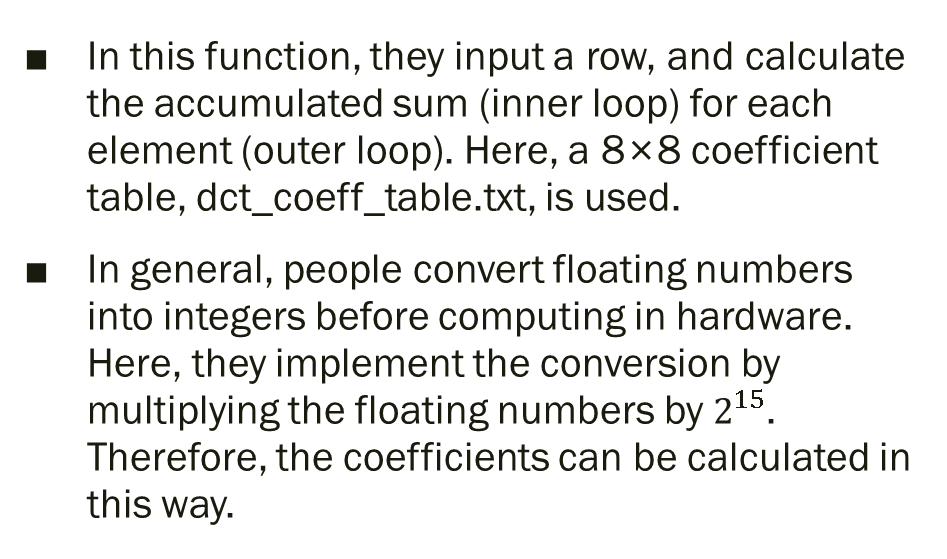 ■ In this function, they input a row, and calculate
the accumulated sum (inner loop) for each
element (outer loop). Here, a 8×8 coefficient
table, dct_coeff_table.txt, is used.
■ In general, people convert floating numbers
into integers before computing in hardware.
Here, they implement the conversion by
multiplying the floating numbers by 2¹⁵.
Therefore, the coefficients can be calculated in
this way.